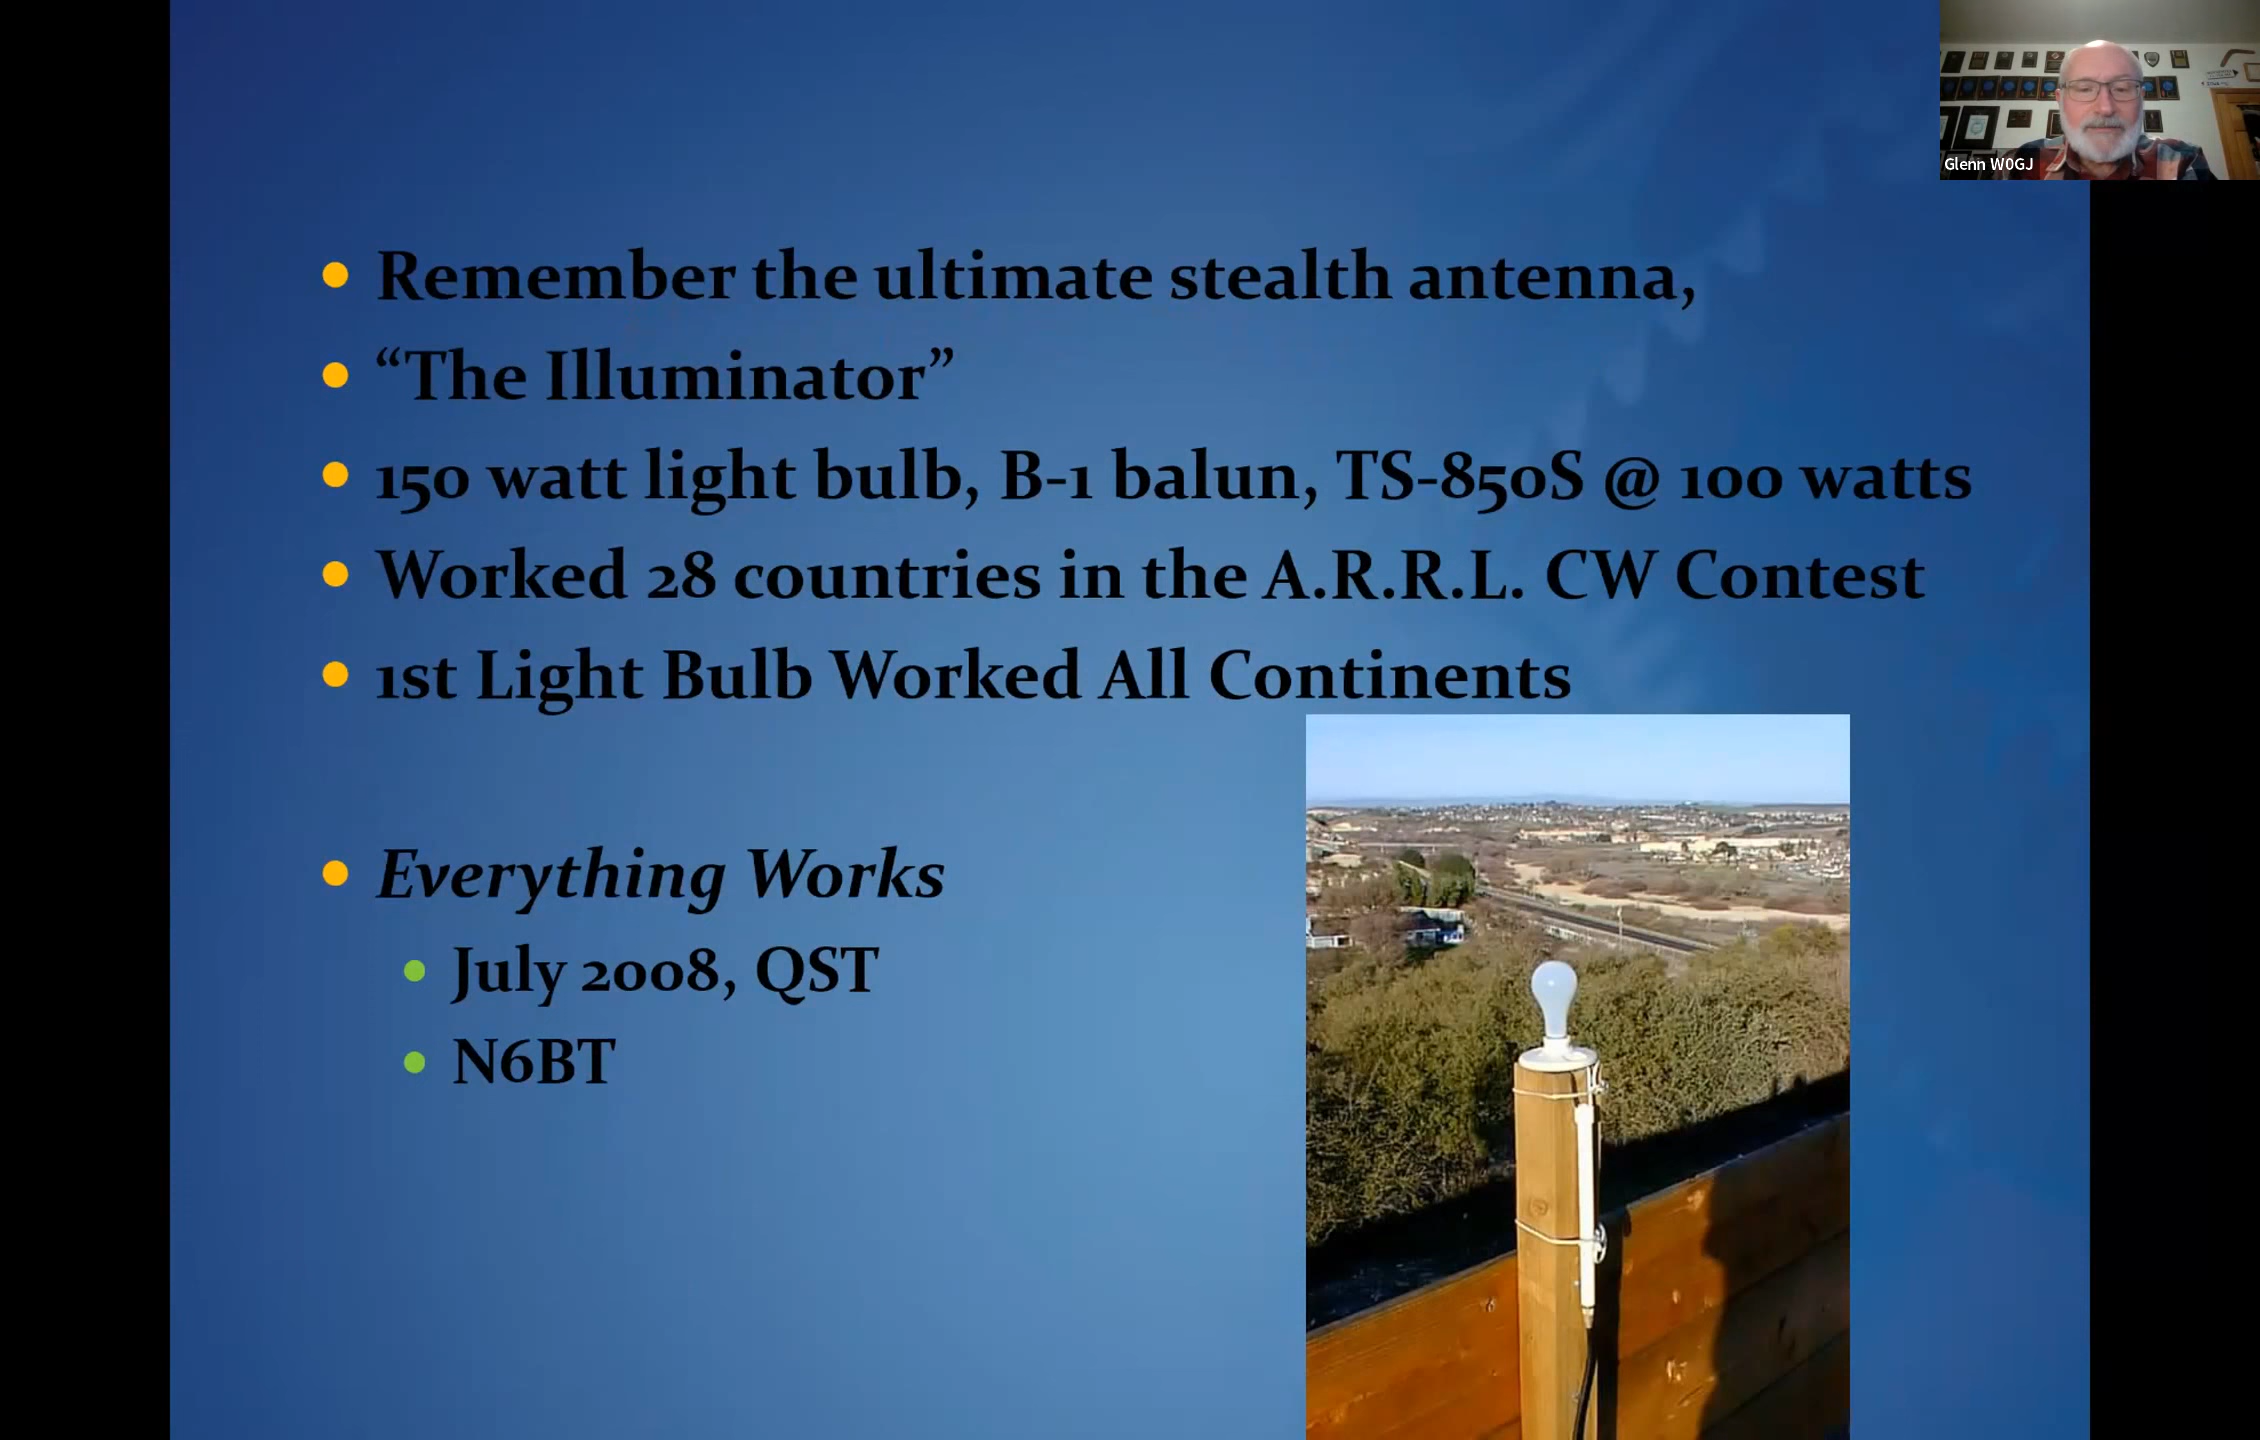 Glenn W0GJ
Remember the ultimate stealth antenna,
“The Illuminator”
150 watt light bulb, B-1 balun, TS-850S @ 100 watts
Worked 28 countries in the A.R.R.L. CW Contest
1st Light Bulb Worked All Continents
Everything Works
July 2008, QST
N6BT